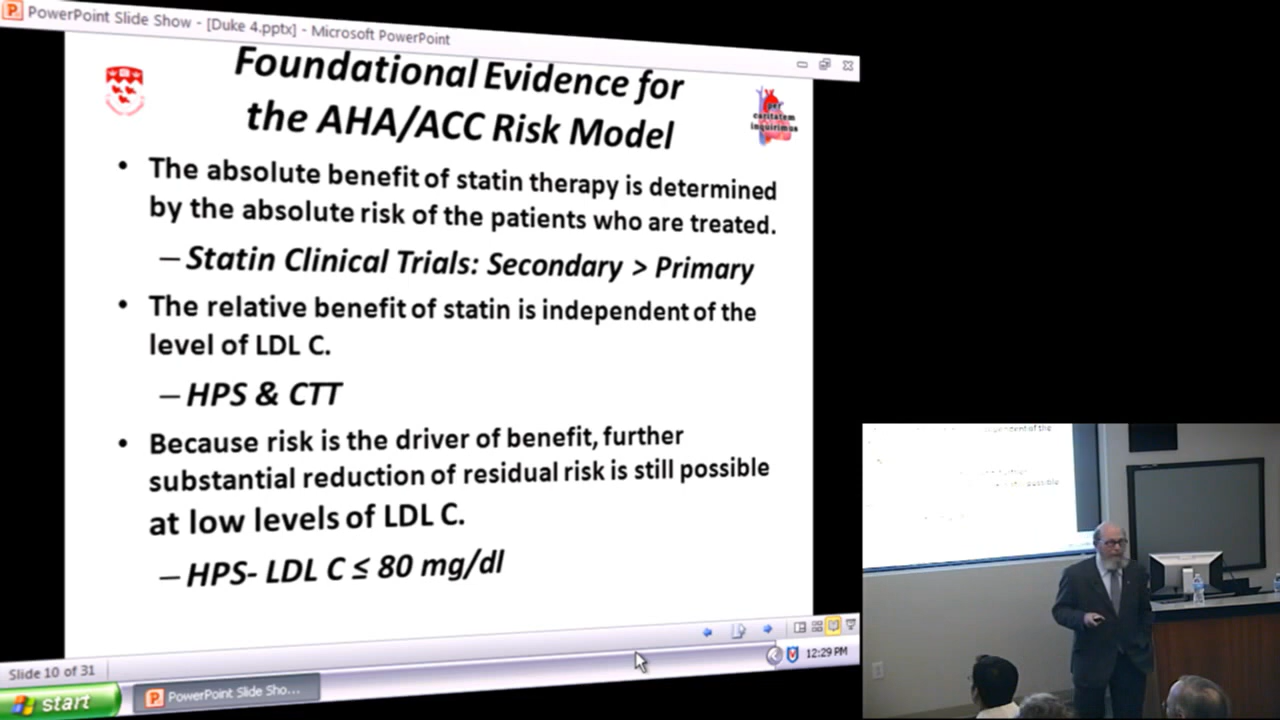 PowerPoint Slide Show - [Duke 4.pptx] - Microsoft PowerPoint
Foundational Evidence for
the AHA/ACC Risk Model
per
caritatem
inquirimus
• The absolute benefit of statin therapy is determined
by the absolute risk of the patients who are treated.
– Statin Clinical Trials: Secondary > Primary
• The relative benefit of statin is independent of the
level of LDL C.
– HPS & CTT
• Because risk is the driver of benefit, further
substantial reduction of residual risk is still possible
at low levels of LDL C.
– HPS- LDL C ≤ 80 mg/dl
Slide 10 of 31
12:29 PM
start
PowerPoint Slide Sho...